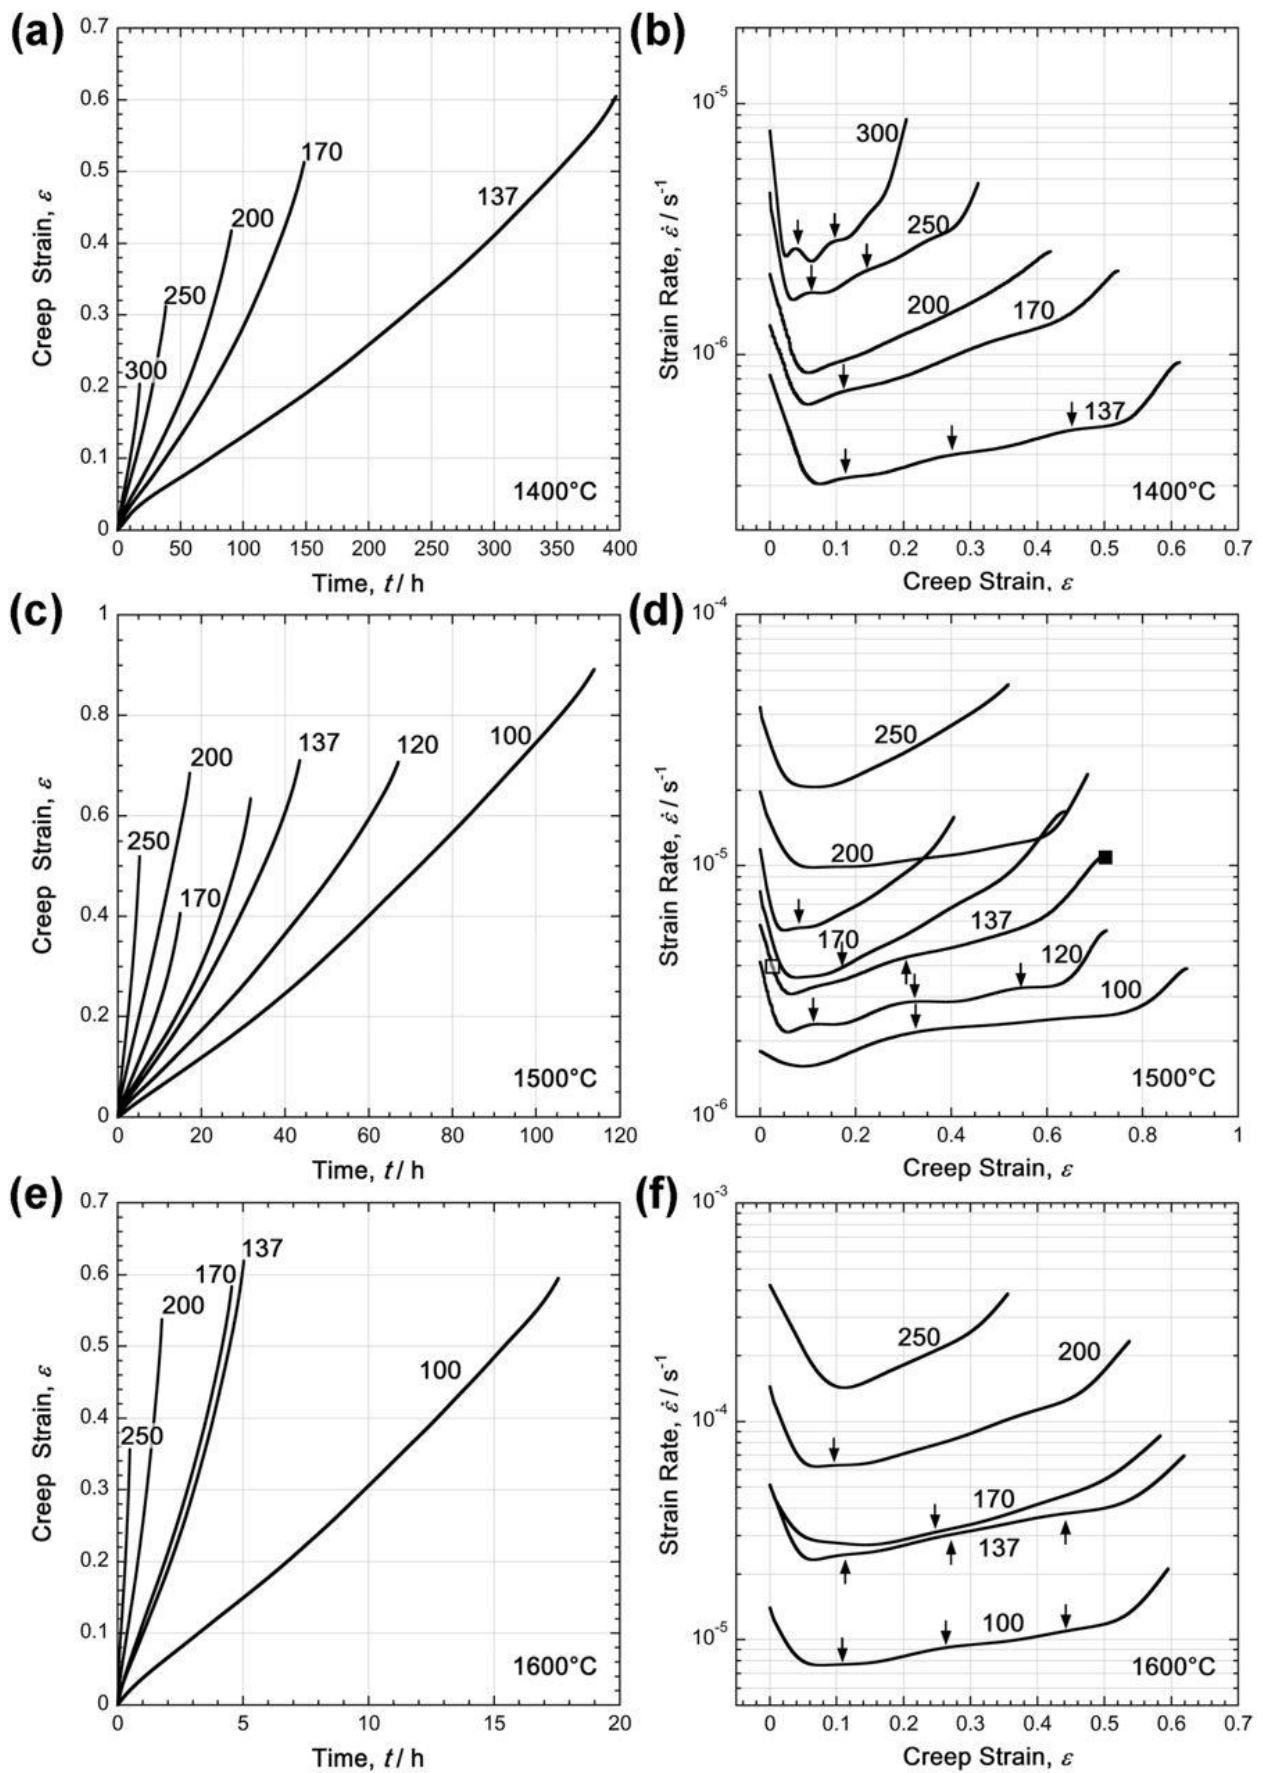 (a)
0.7
0.6
0.5
0.4
0.3
0.2
0.1
0
Creep Strain, ε
170
137
200
250
300
1400°C
0 50 100 150 200 250 300 350 400
Time, t / h
(b)
10-5
10-6
Strain Rate, ε̇ / s-1
300
250
200
170
137
1400°C
0 0.1 0.2 0.3 0.4 0.5 0.6 0.7
Creep Strain, ε
(c)
1
0.8
0.6
0.4
0.2
0
Creep Strain, ε
200
137
120
100
250
170
1500°C
0 20 40 60 80 100 120
Time, t / h
(d)
10-4
10-5
10-6
Strain Rate, ε̇ / s-1
250
200
170
137
120
100
1500°C
0 0.2 0.4 0.6 0.8 1
Creep Strain, ε
(e)
0.7
0.6
0.5
0.4
0.3
0.2
0.1
0
Creep Strain, ε
137
170
200
100
250
1600°C
0 5 10 15 20
Time, t / h
(f)
10-3
10-4
10-5
Strain Rate, ε̇ / s-1
250
200
170
137
100
1600°C
0 0.1 0.2 0.3 0.4 0.5 0.6 0.7
Creep Strain, ε